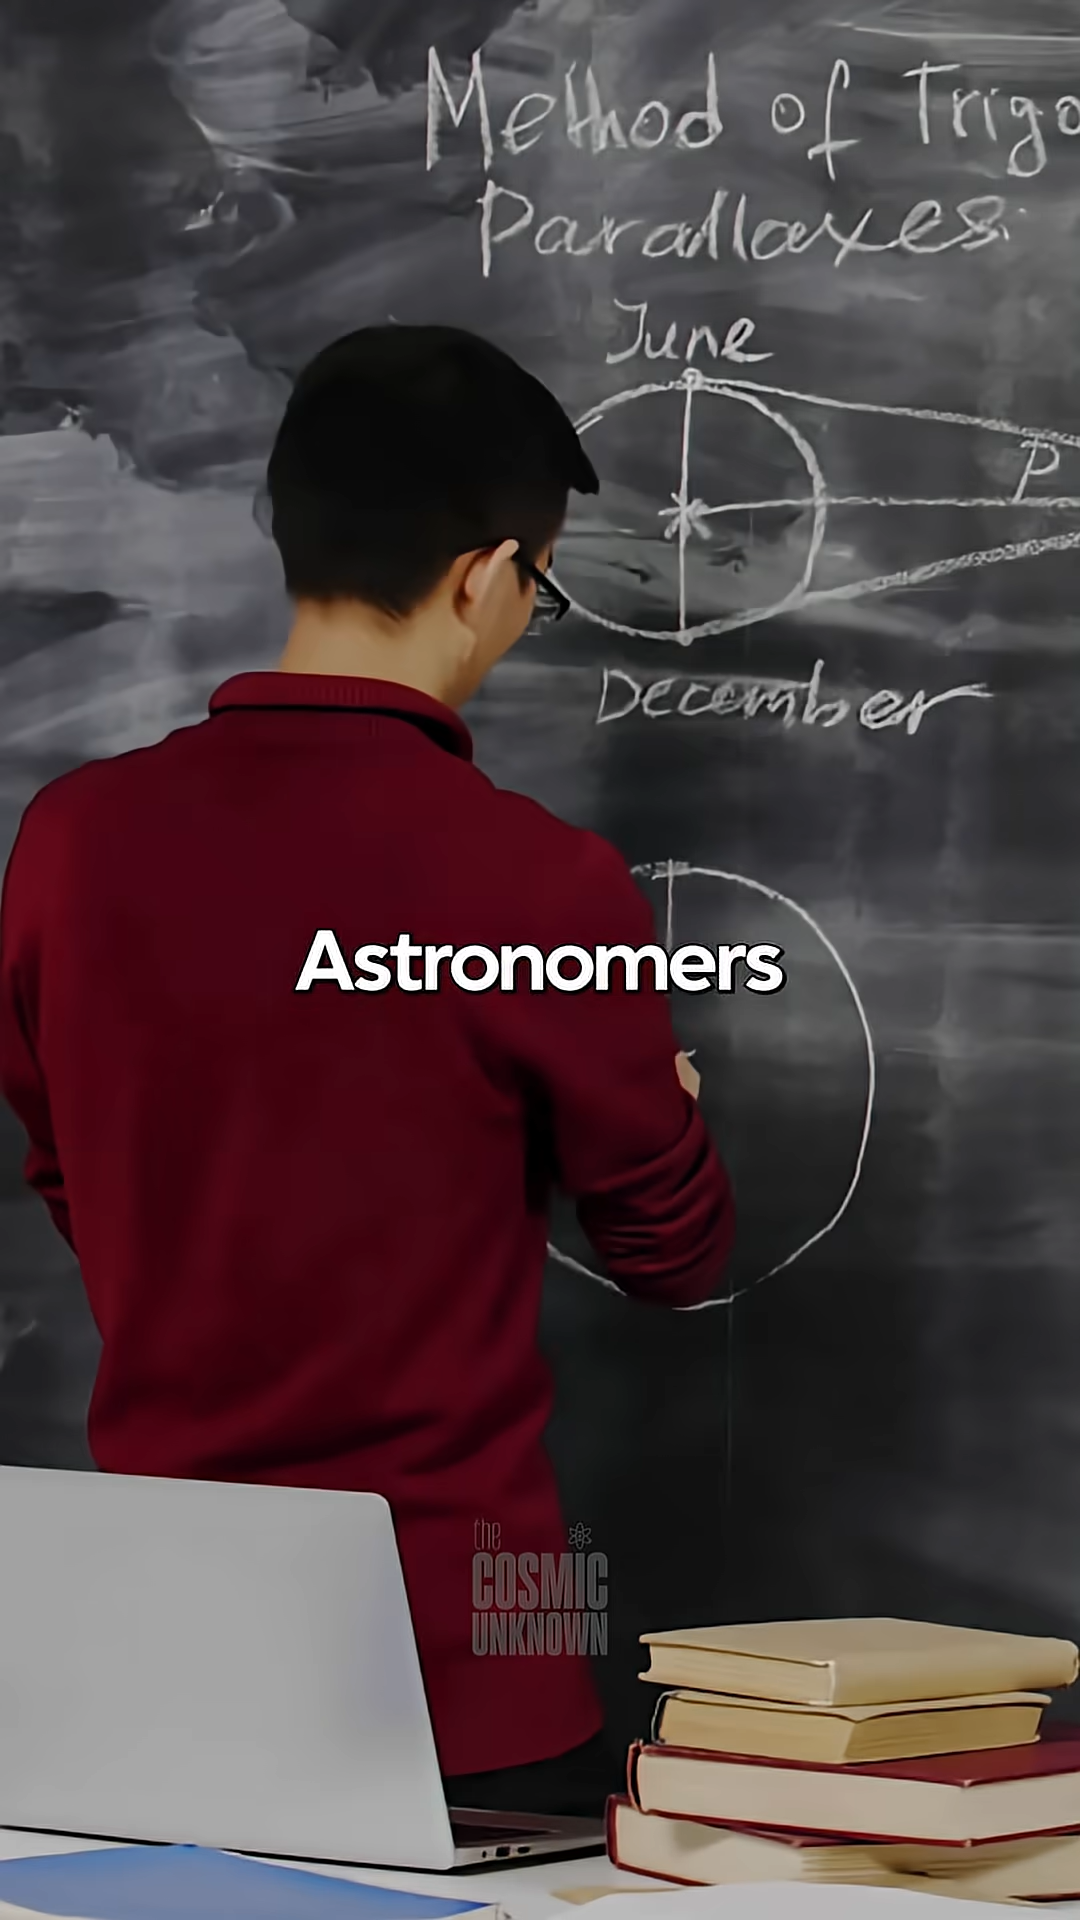 Method of Trigo
Parallaxes
June
P
December
Astronomers
the
COSMIC
UNKNOWN